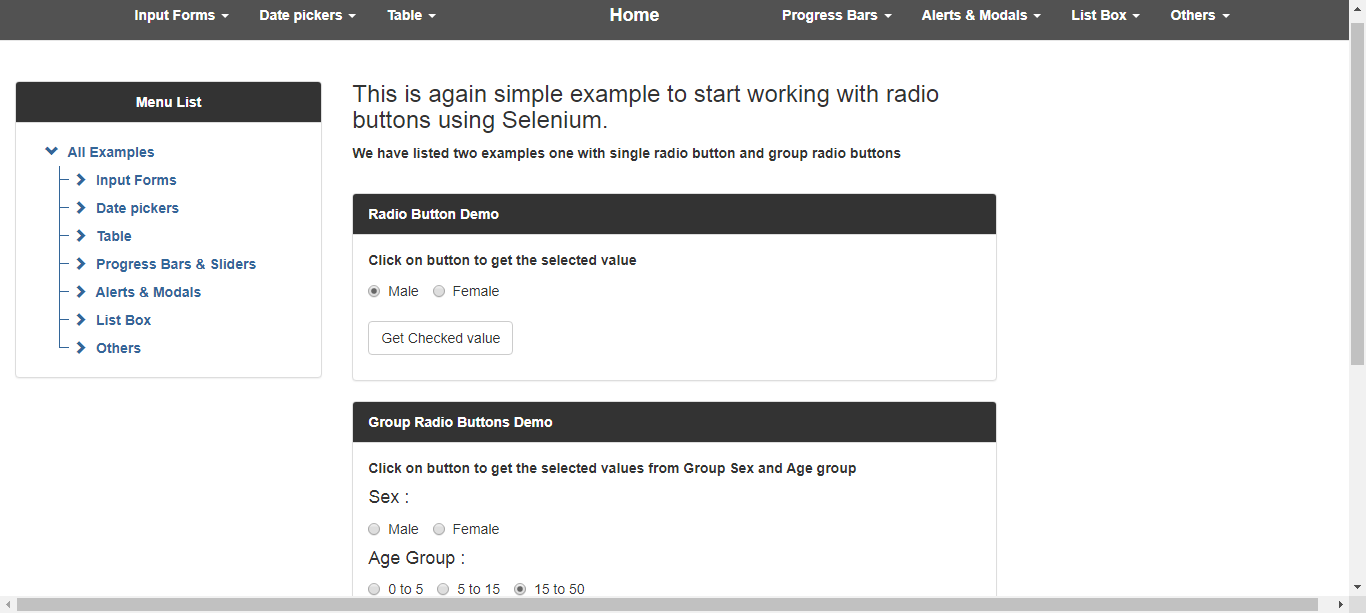 Input Forms Date pickers Table Home Progress Bars Alerts & Modals List Box Others
Menu List
All Examples
Input Forms
Date pickers
Table
Progress Bars & Sliders
Alerts & Modals
List Box
Others
This is again simple example to start working with radio
buttons using Selenium.
We have listed two examples one with single radio button and group radio buttons
Radio Button Demo
Click on button to get the selected value
Male Female
Get Checked value
Group Radio Buttons Demo
Click on button to get the selected values from Group Sex and Age group
Sex :
Male Female
Age Group :
0 to 5 5 to 15 15 to 50